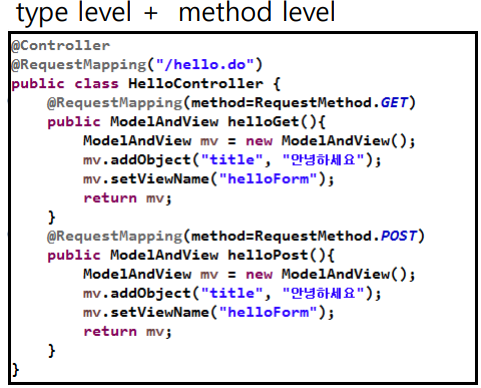 type level + method level
@Controller
@RequestMapping("/hello.do")
public class HelloController {
@RequestMapping(method=RequestMethod.GET)
public ModelAndView helloGet(){
ModelAndView mv = new ModelAndView();
mv.addObject("title", "안녕하세요");
mv.setViewName("helloForm");
return mv;
}
@RequestMapping(method=RequestMethod.POST)
public ModelAndView helloPost(){
ModelAndView mv = new ModelAndView();
mv.addObject("title", "안녕하세요");
mv.setViewName("helloForm");
return mv;
}
}